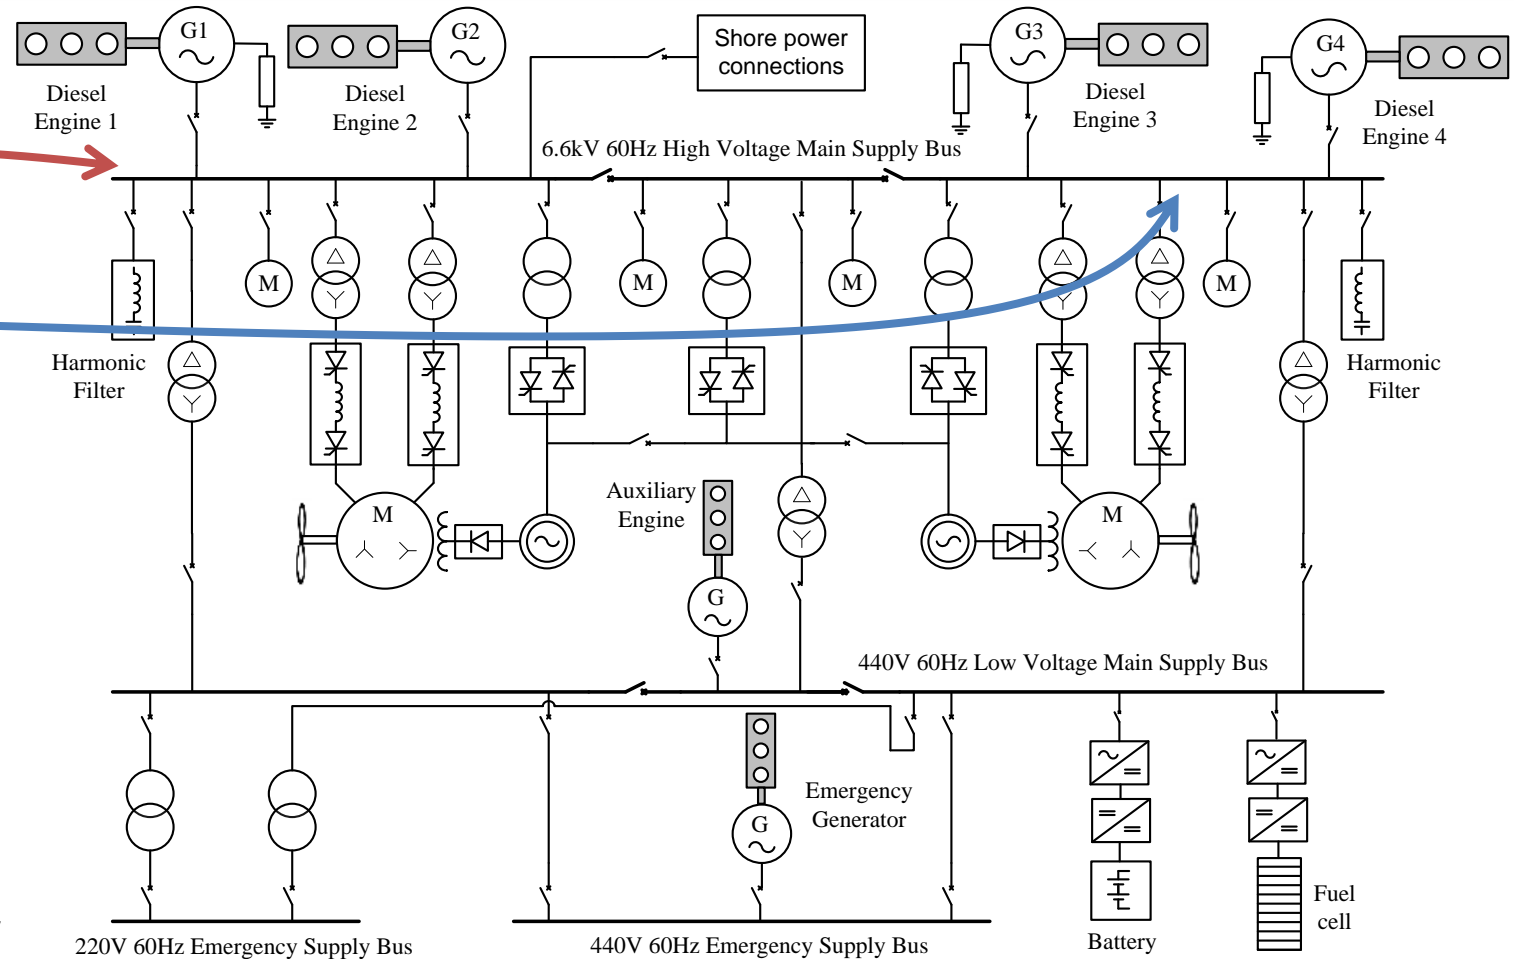 G1
G2
G3
G4
Shore power
connections
Diesel
Engine 1
Diesel
Engine 2
Diesel
Engine 3
Diesel
Engine 4
6.6kV 60Hz High Voltage Main Supply Bus
M
M
M
M
Harmonic
Filter
Harmonic
Filter
Auxiliary
Engine
M
M
G
440V 60Hz Low Voltage Main Supply Bus
Emergency
Generator
G
Fuel
cell
Battery
220V 60Hz Emergency Supply Bus
440V 60Hz Emergency Supply Bus